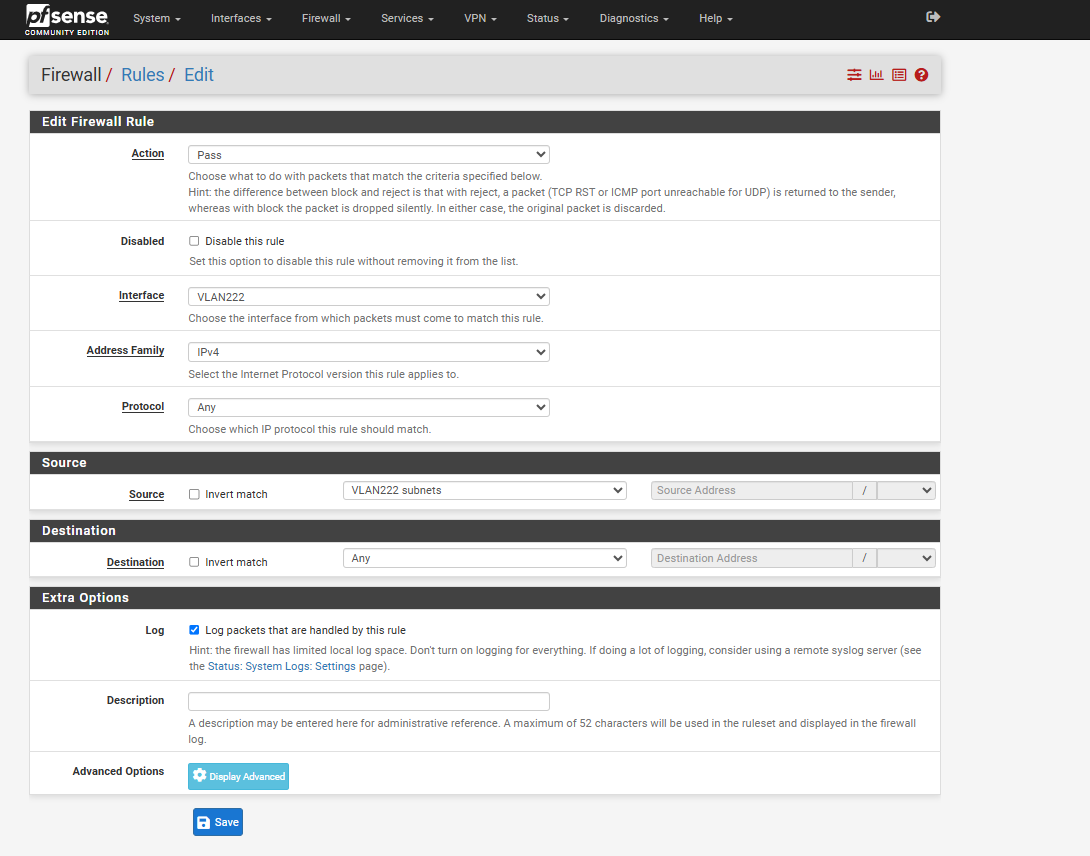 pfsense COMMUNITY EDITION System Interfaces Firewall Services VPN Status Diagnostics Help
Firewall / Rules / Edit
Edit Firewall Rule
Action Pass
Choose what to do with packets that match the criteria specified below.
Hint: the difference between block and reject is that with reject, a packet (TCP RST or ICMP port unreachable for UDP) is returned to the sender,
whereas with block the packet is dropped silently. In either case, the original packet is discarded.
Disabled Disable this rule
Set this option to disable this rule without removing it from the list.
Interface VLAN222
Choose the interface from which packets must come to match this rule.
Address Family IPv4
Select the Internet Protocol version this rule applies to.
Protocol Any
Choose which IP protocol this rule should match.
Source
Source Invert match VLAN222 subnets Source Address /
Destination
Destination Invert match Any Destination Address /
Extra Options
Log Log packets that are handled by this rule
Hint: the firewall has limited local log space. Don't turn on logging for everything. If doing a lot of logging, consider using a remote syslog server (see
the Status: System Logs: Settings page).
Description
A description may be entered here for administrative reference. A maximum of 52 characters will be used in the ruleset and displayed in the firewall
log.
Advanced Options Display Advanced
Save